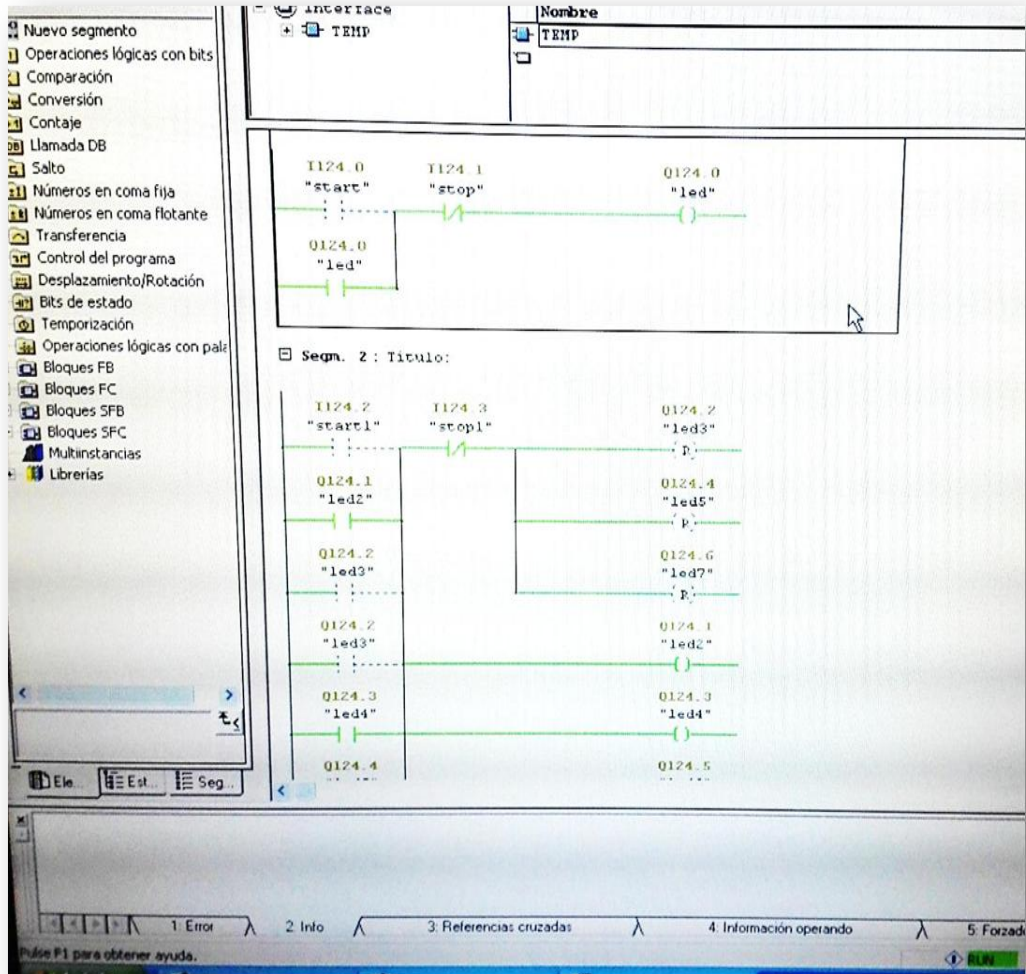 Interface
TEMP
Nombre
TEMP
Nuevo segmento
Operaciones lógicas con bits
Comparación
Conversión
Contaje
Llamada DB
Salto
Números en coma fija
Números en coma flotante
Transferencia
Control del programa
Desplazamiento/Rotación
Bits de estado
Temporización
Operaciones lógicas con pala
Bloques FB
Bloques FC
Bloques SFB
Bloques SFC
Multiinstancias
Librerías
Ele...
Est...
Seg...
I124.0
"start"
I124.1
"stop"
Q124.0
"led"
Q124.0
"led"
Segm. 2 : Título:
I124.2
"start1"
I124.3
"stop1"
Q124.2
"led3"
R
Q124.1
"led2"
Q124.4
"led5"
R
Q124.2
"led3"
Q124.6
"led7"
R
Q124.2
"led3"
Q124.1
"led2"
Q124.3
"led4"
Q124.3
"led4"
Q124.4
Q124.5
1: Error
2: Info
3: Referencias cruzadas
4: Información operando
5: Forzado
Pulse F1 para obtener ayuda.
RUN